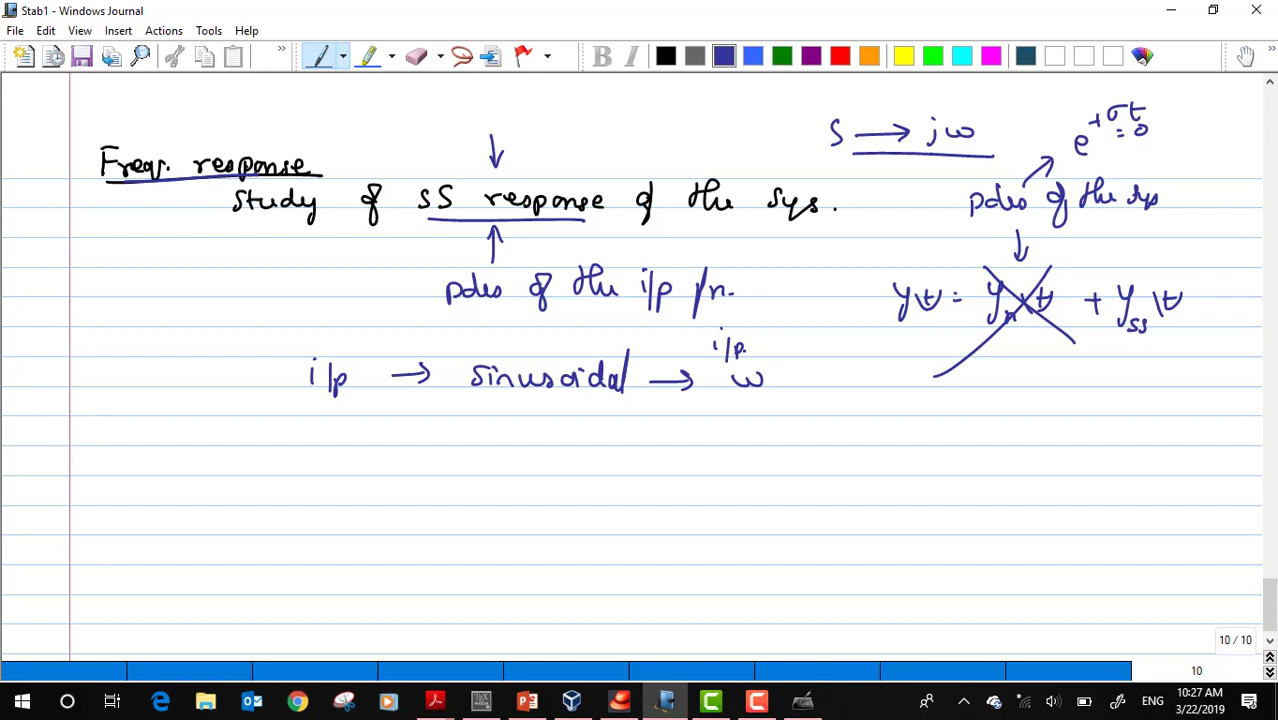 Stab1 - Windows Journal
File Edit View Insert Actions Tools Help
S → jω
e^{+σt} = 0
Freq. response
Study of SS response of the sys.
poles of the sys
poles of the i/p fn.
y(t) = y_n(t) + y_ss(t)
i/p.
i/p → sinusoidal → ω
10 / 10
10
ENG
10:27 AM
3/22/2019